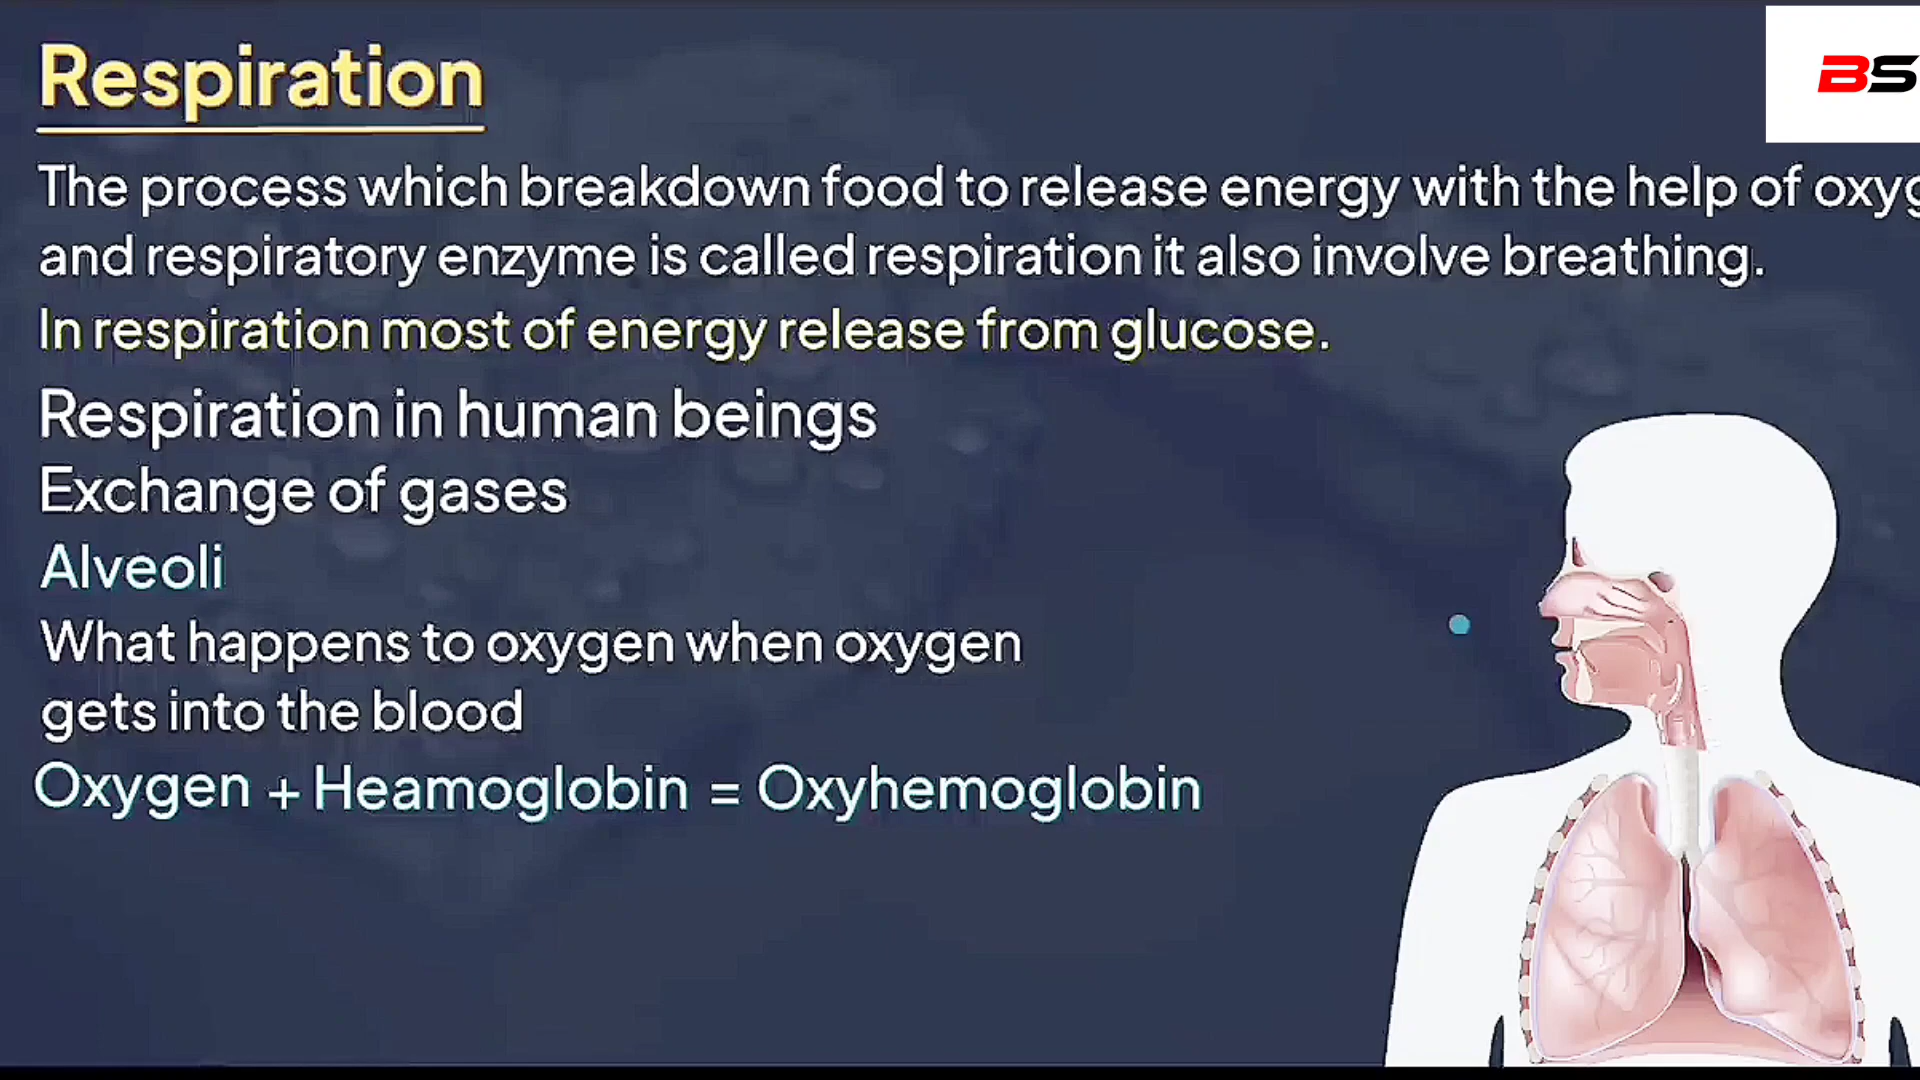 Respiration
BS
The process which breakdown food to release energy with the help of
and respiratory enzyme is called respiration it also involve breathing.
In respiration most of energy release from glucose.
Respiration in human beings
Exchange of gases
Alveoli
What happens to oxygen when oxygen
gets into the blood
Oxygen + Heamoglobin = Oxyhemoglobin